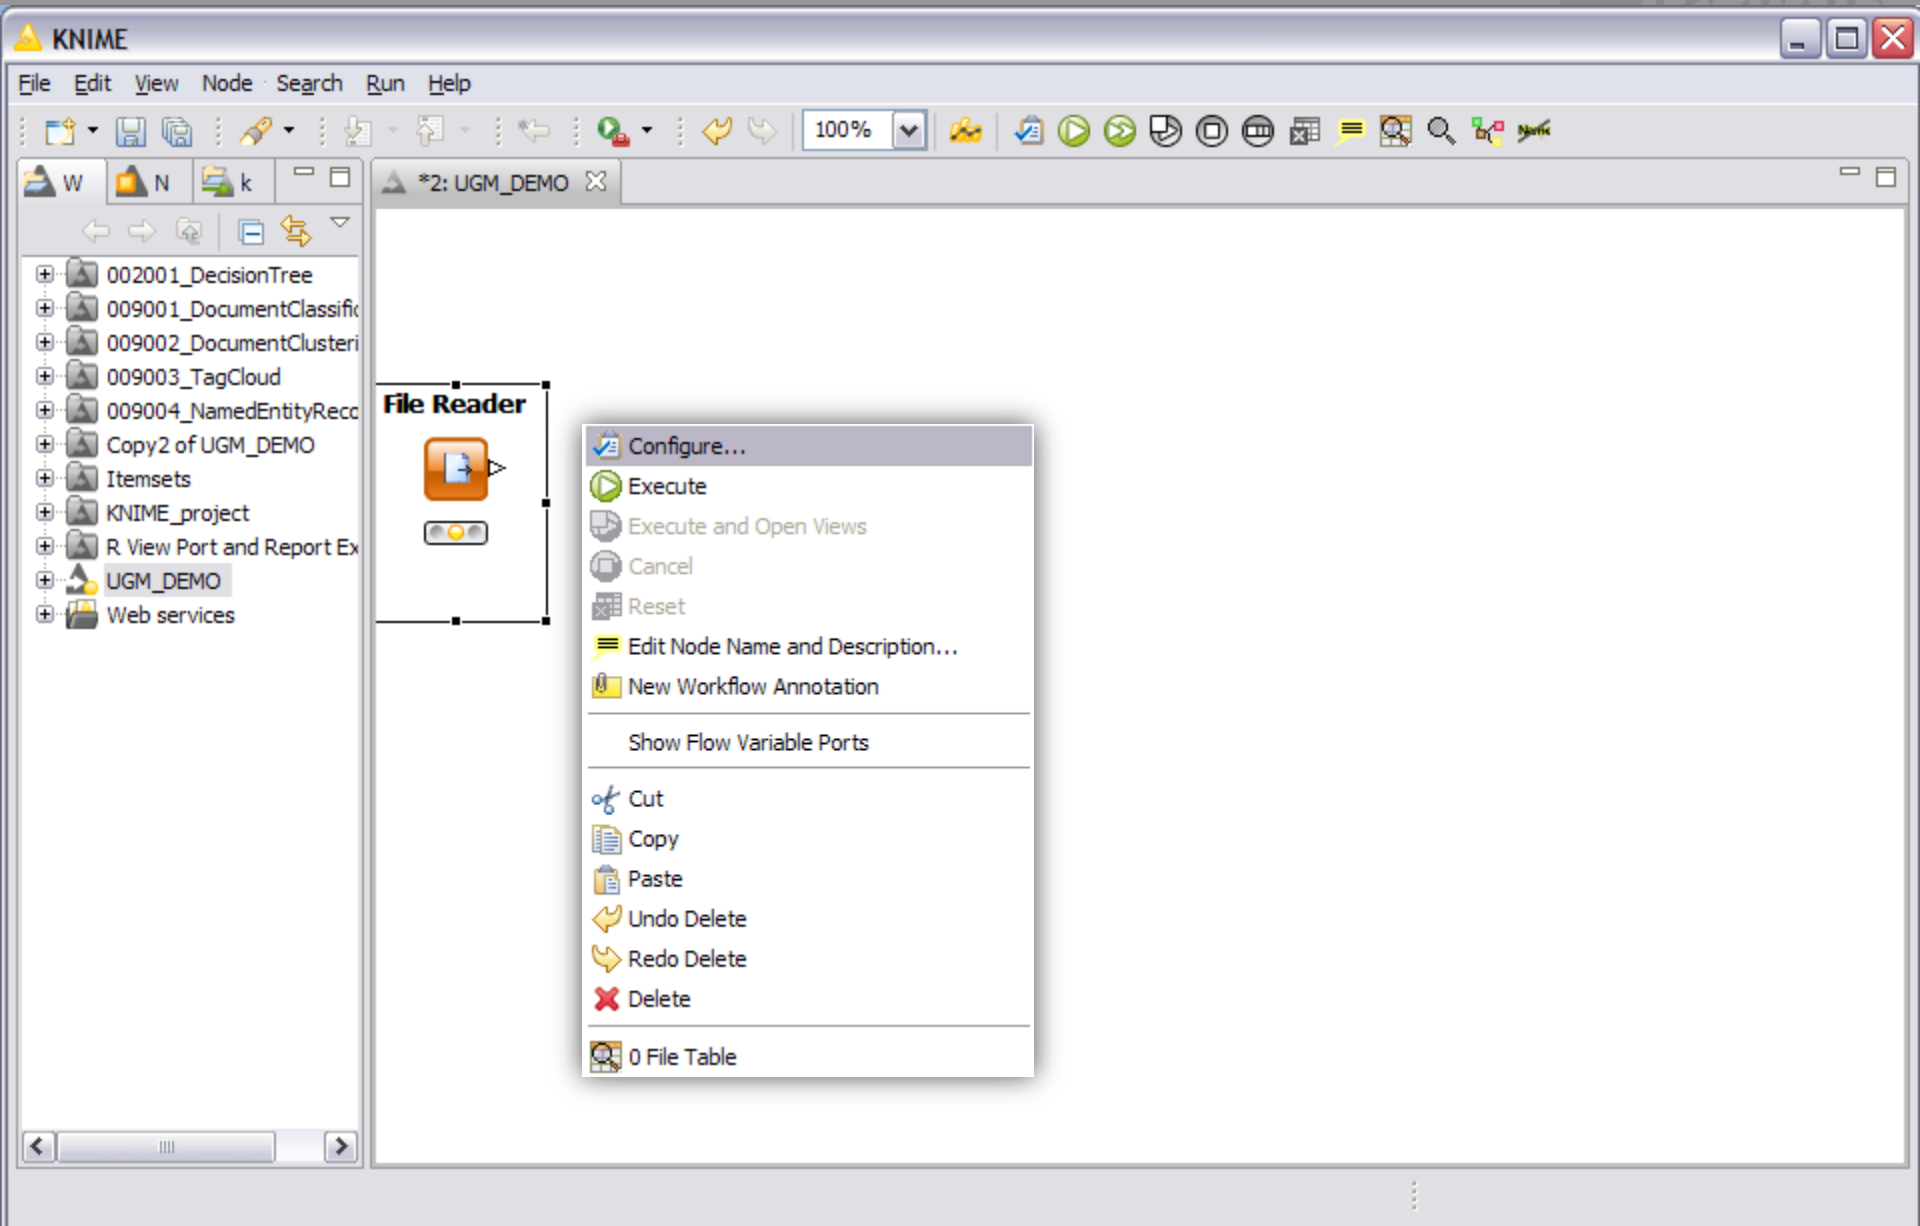 KNIME
File Edit View Node Search Run Help
100%
W N k
*2: UGM_DEMO
002001_DecisionTree
009001_DocumentClassific
009002_DocumentClusteri
009003_TagCloud
009004_NamedEntityReco
Copy2 of UGM_DEMO
Itemsets
KNIME_project
R View Port and Report Ex
UGM_DEMO
Web services
File Reader
Configure...
Execute
Execute and Open Views
Cancel
Reset
Edit Node Name and Description...
New Workflow Annotation
Show Flow Variable Ports
Cut
Copy
Paste
Undo Delete
Redo Delete
Delete
0 File Table